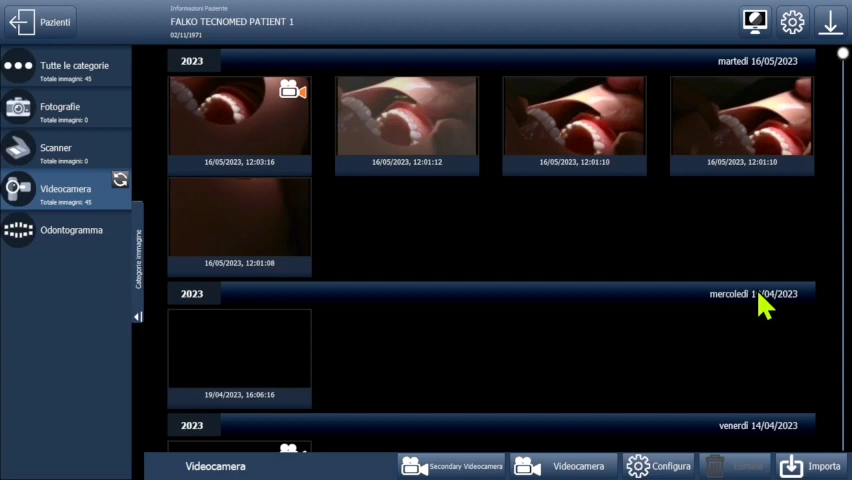 Informazioni Paziente
Pazienti
FALKO TECNOMED PATIENT 1
02/11/1971
Tutte le categorie
Totale immagini: 45
Fotografie
Totale immagini: 0
Scanner
Totale immagini: 0
Videocamera
Totale immagini: 45
Odontogramma
Categorie immagine
2023 martedì 16/05/2023
16/05/2023, 12:03:16
16/05/2023, 12:01:12
16/05/2023, 12:01:10
16/05/2023, 12:01:10
16/05/2023, 12:01:08
2023 mercoledì /04/2023
19/04/2023, 16:06:16
2023 venerdì 14/04/2023
Videocamera
Secondary Videocamera
Videocamera
Configura
Importa